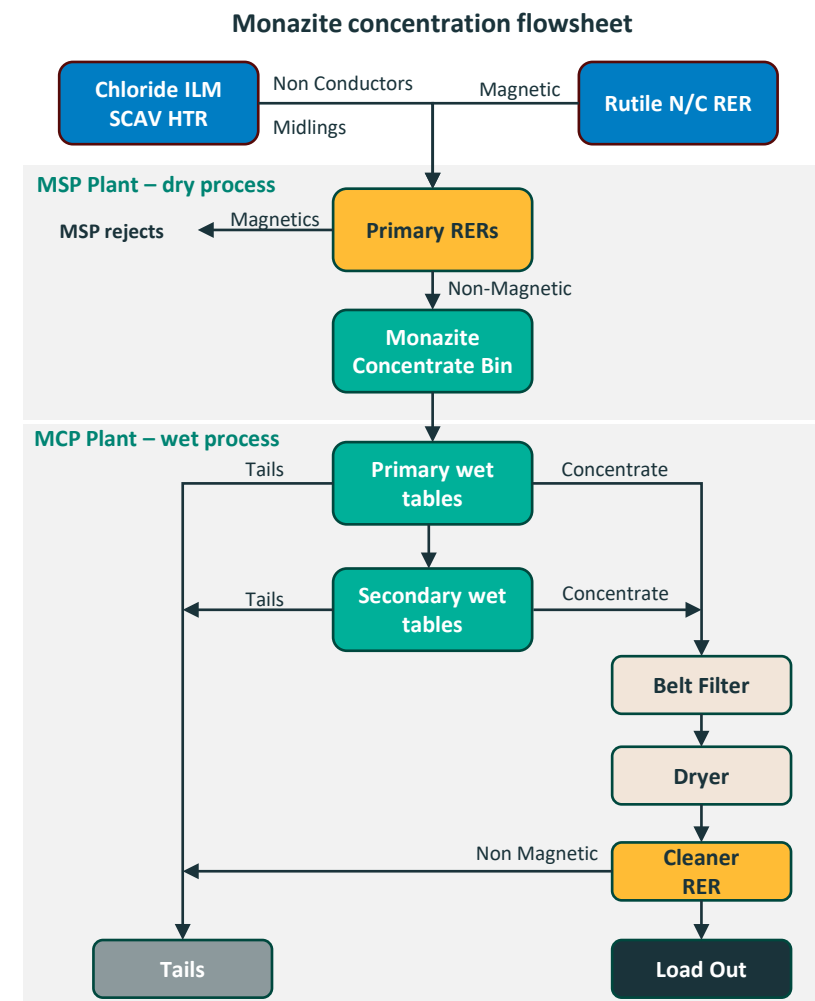 Monazite concentration flowsheet
Chloride ILM
SCAV HTR
Non Conductors
Midlings
Magnetic
Rutile N/C RER
MSP Plant – dry process
MSP rejects
Magnetics
Primary RERs
Non-Magnetic
Monazite
Concentrate Bin
MCP Plant – wet process
Tails
Primary wet
tables
Concentrate
Tails
Secondary wet
tables
Concentrate
Belt Filter
Dryer
Non Magnetic
Cleaner
RER
Tails
Load Out